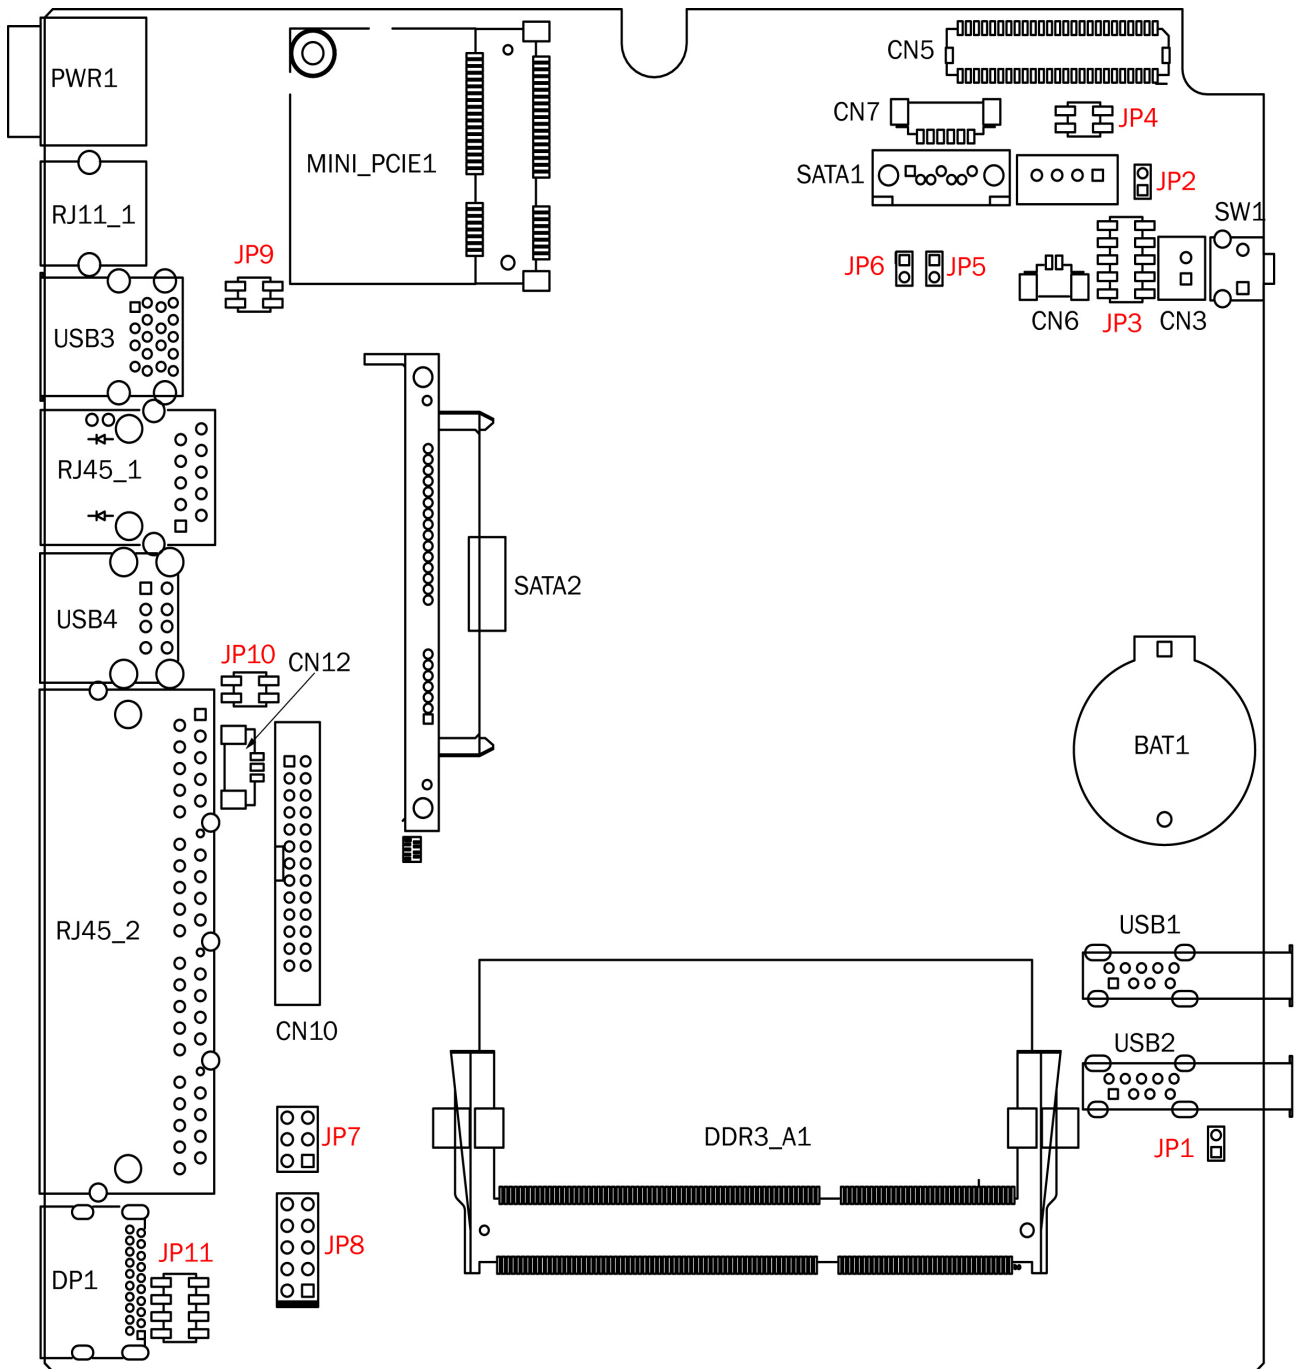 CN5
PWR1
CN7
JP4
MINI_PCIE1
SATA1
JP2
RJ11_1
SW1
JP9
JP6
JP5
CN6
JP3
CN3
USB3
RJ45_1
SATA2
USB4
JP10
CN12
BAT1
USB1
RJ45_2
CN10
USB2
JP7
DDR3_A1
JP1
JP8
JP11
DP1